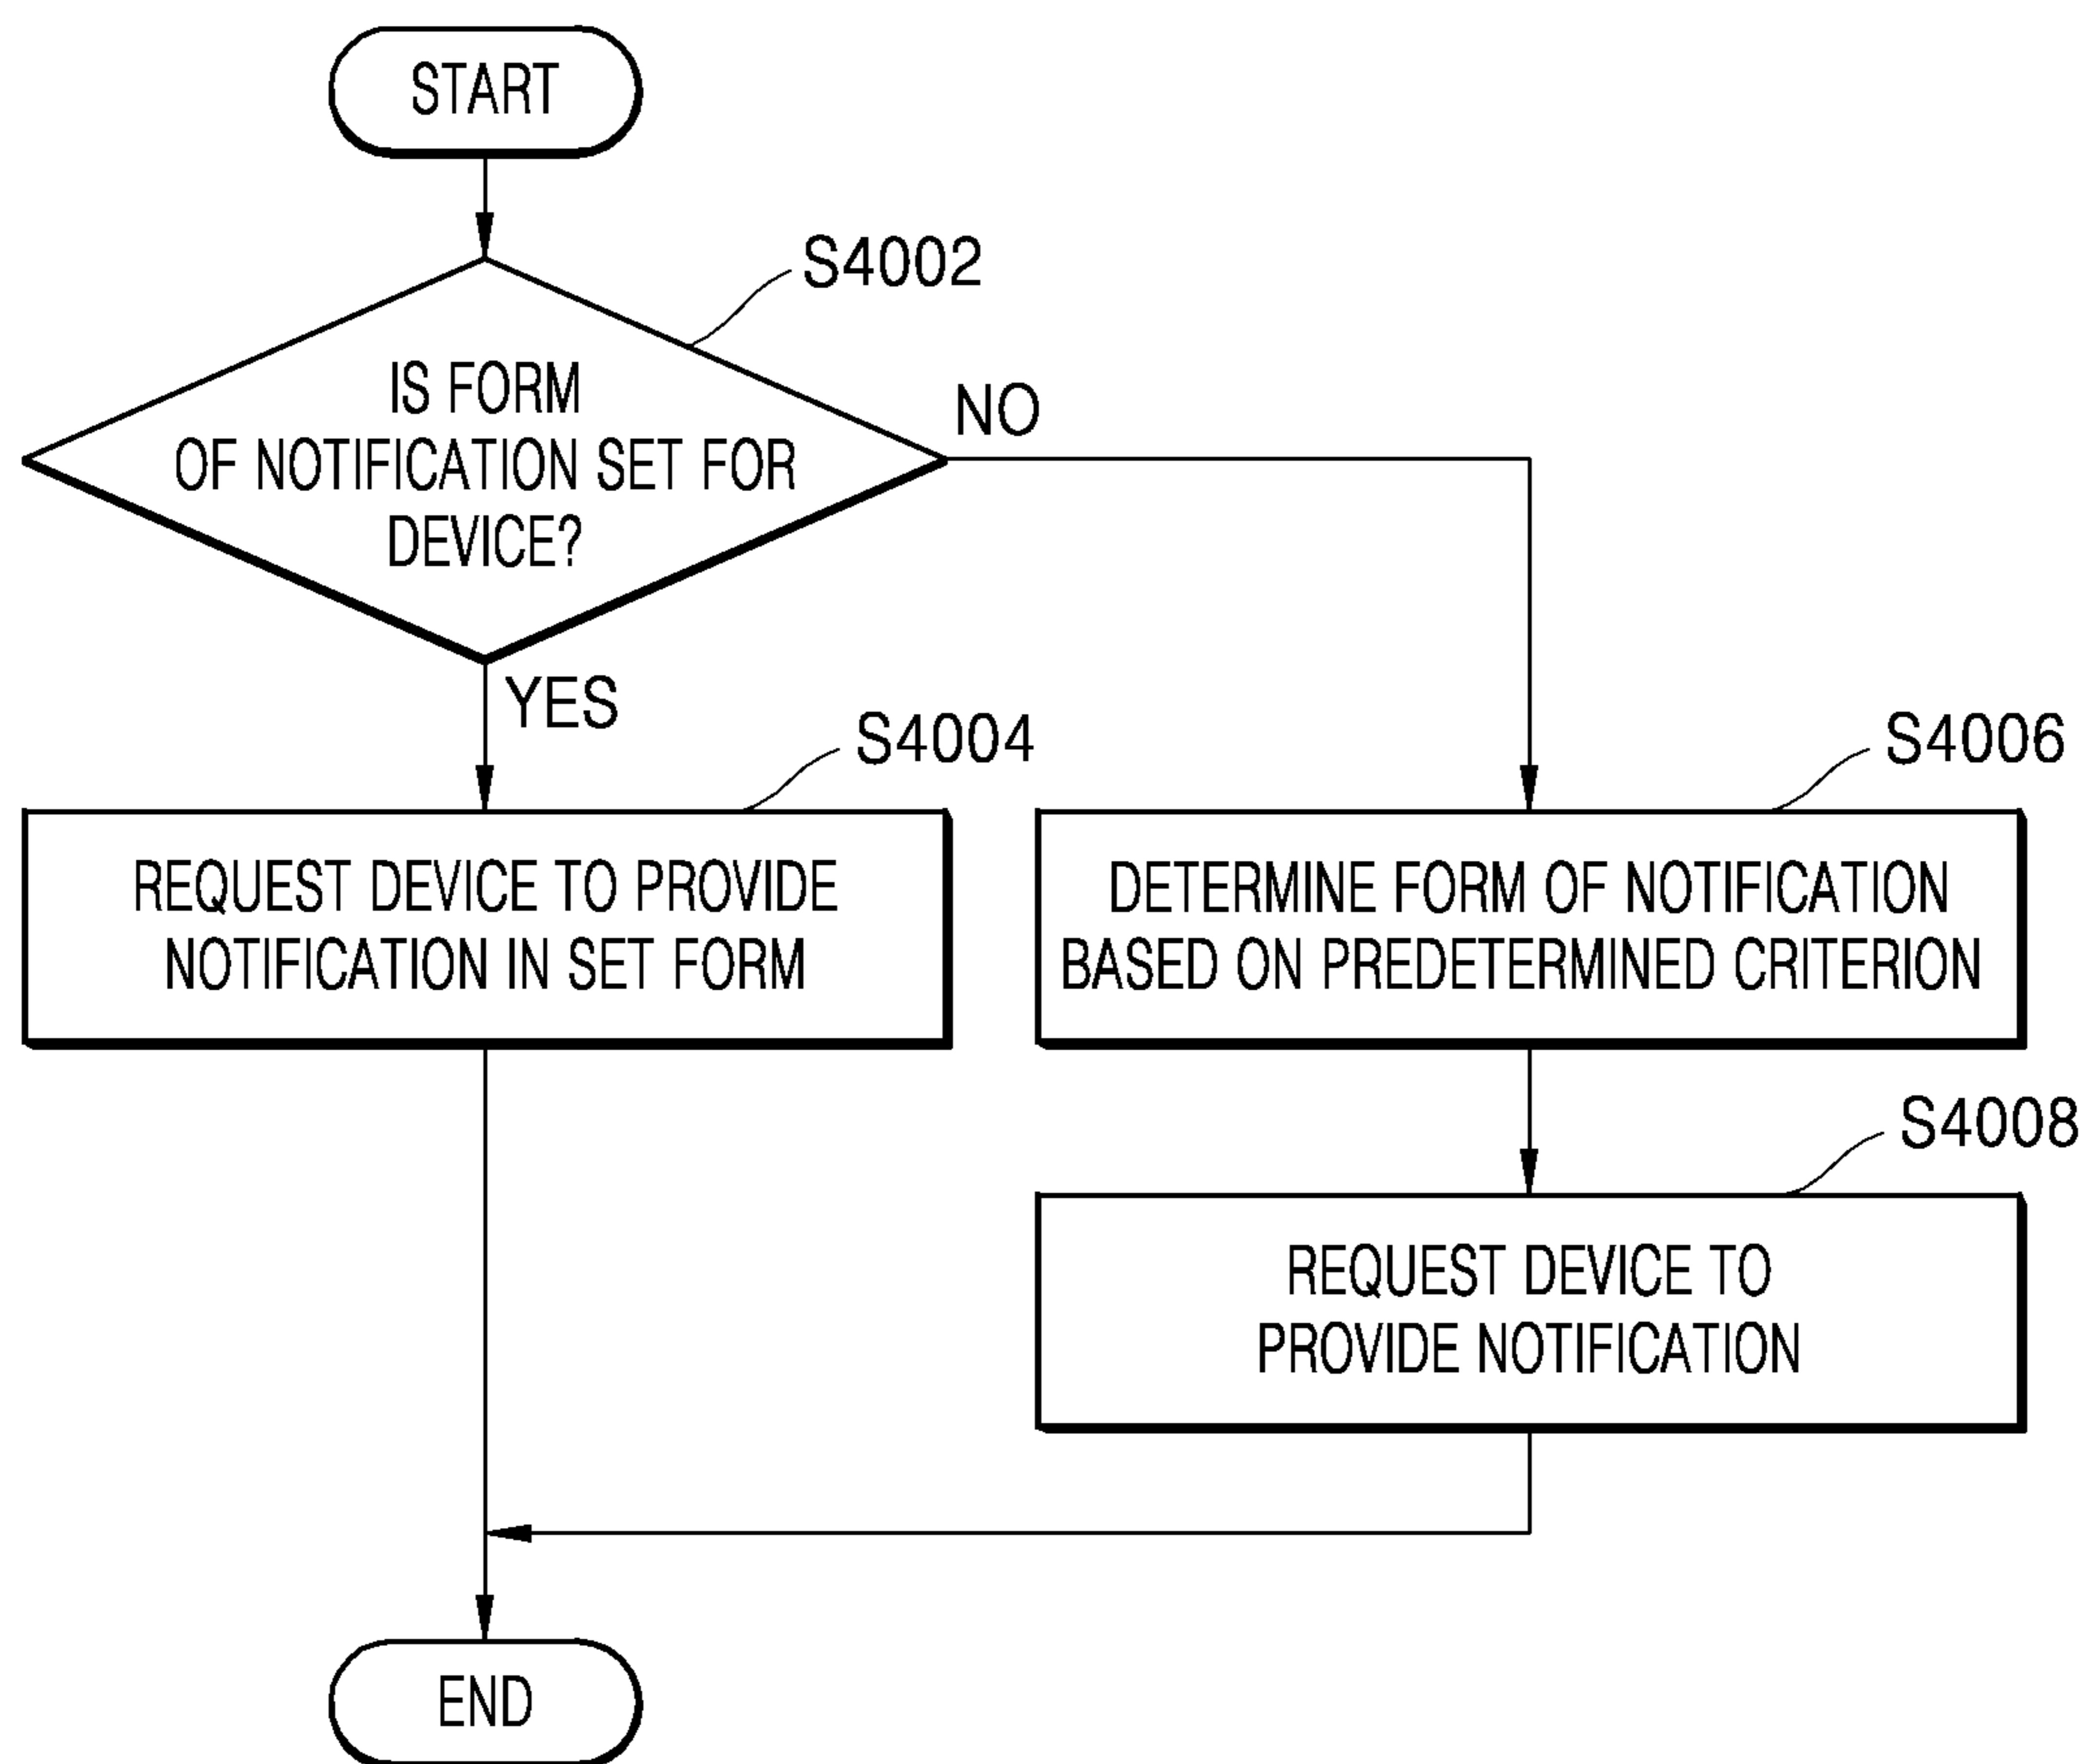 START
S4002
IS FORM
OF NOTIFICATION SET FOR
DEVICE?
NO
YES
S4004
REQUEST DEVICE TO PROVIDE
NOTIFICATION IN SET FORM
S4006
DETERMINE FORM OF NOTIFICATION
BASED ON PREDETERMINED CRITERION
S4008
REQUEST DEVICE TO
PROVIDE NOTIFICATION
END